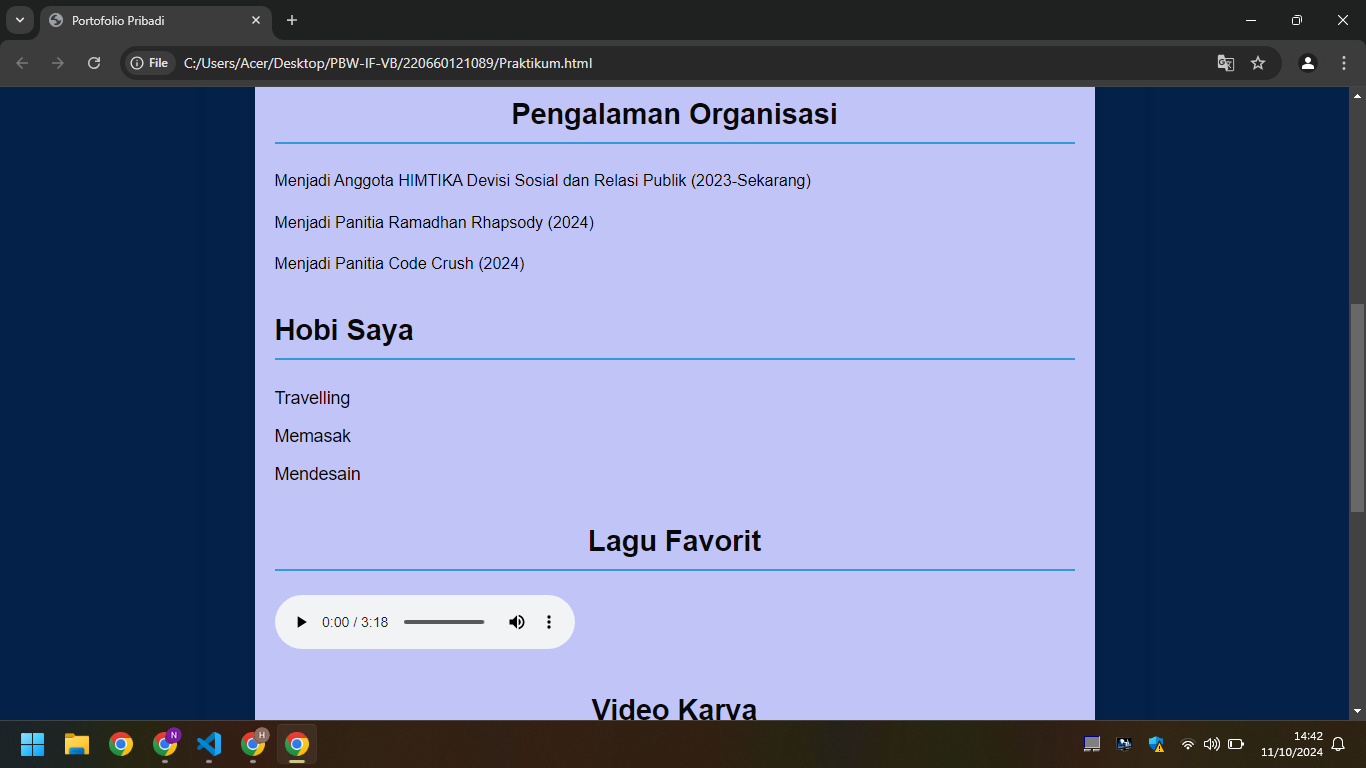 Portofolio Pribadi
File
C:/Users/Acer/Desktop/PBW-IF-VB/220660121089/Praktikum.html
Pengalaman Organisasi
Menjadi Anggota HIMTIKA Devisi Sosial dan Relasi Publik (2023-Sekarang)
Menjadi Panitia Ramadhan Rhapsody (2024)
Menjadi Panitia Code Crush (2024)
Hobi Saya
Travelling
Memasak
Mendesain
Lagu Favorit
0:00 / 3:18
Video Karya
N
H
14:42
11/10/2024